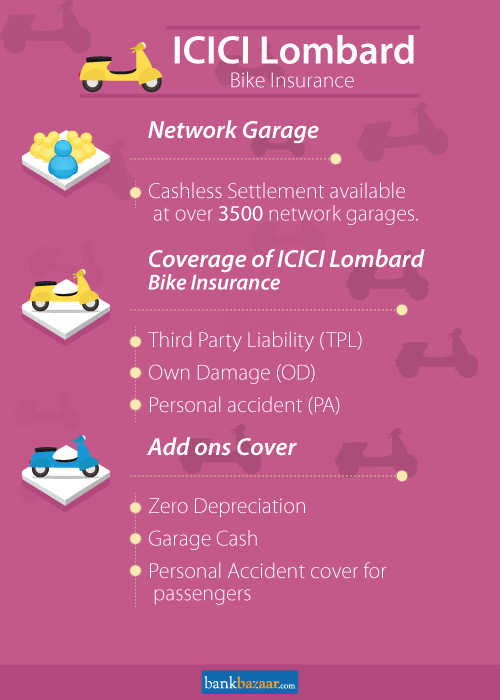 ICICI Lombard
Bike Insurance
Network Garage
Cashless Settlement available
at over 3500 network garages.
Coverage of ICICI Lombard
Bike Insurance
Third Party Liability (TPL)
Own Damage (OD)
Personal accident (PA)
Add ons Cover
Zero Depreciation
Garage Cash
Personal Accident cover for
passengers
bankbazaar.com